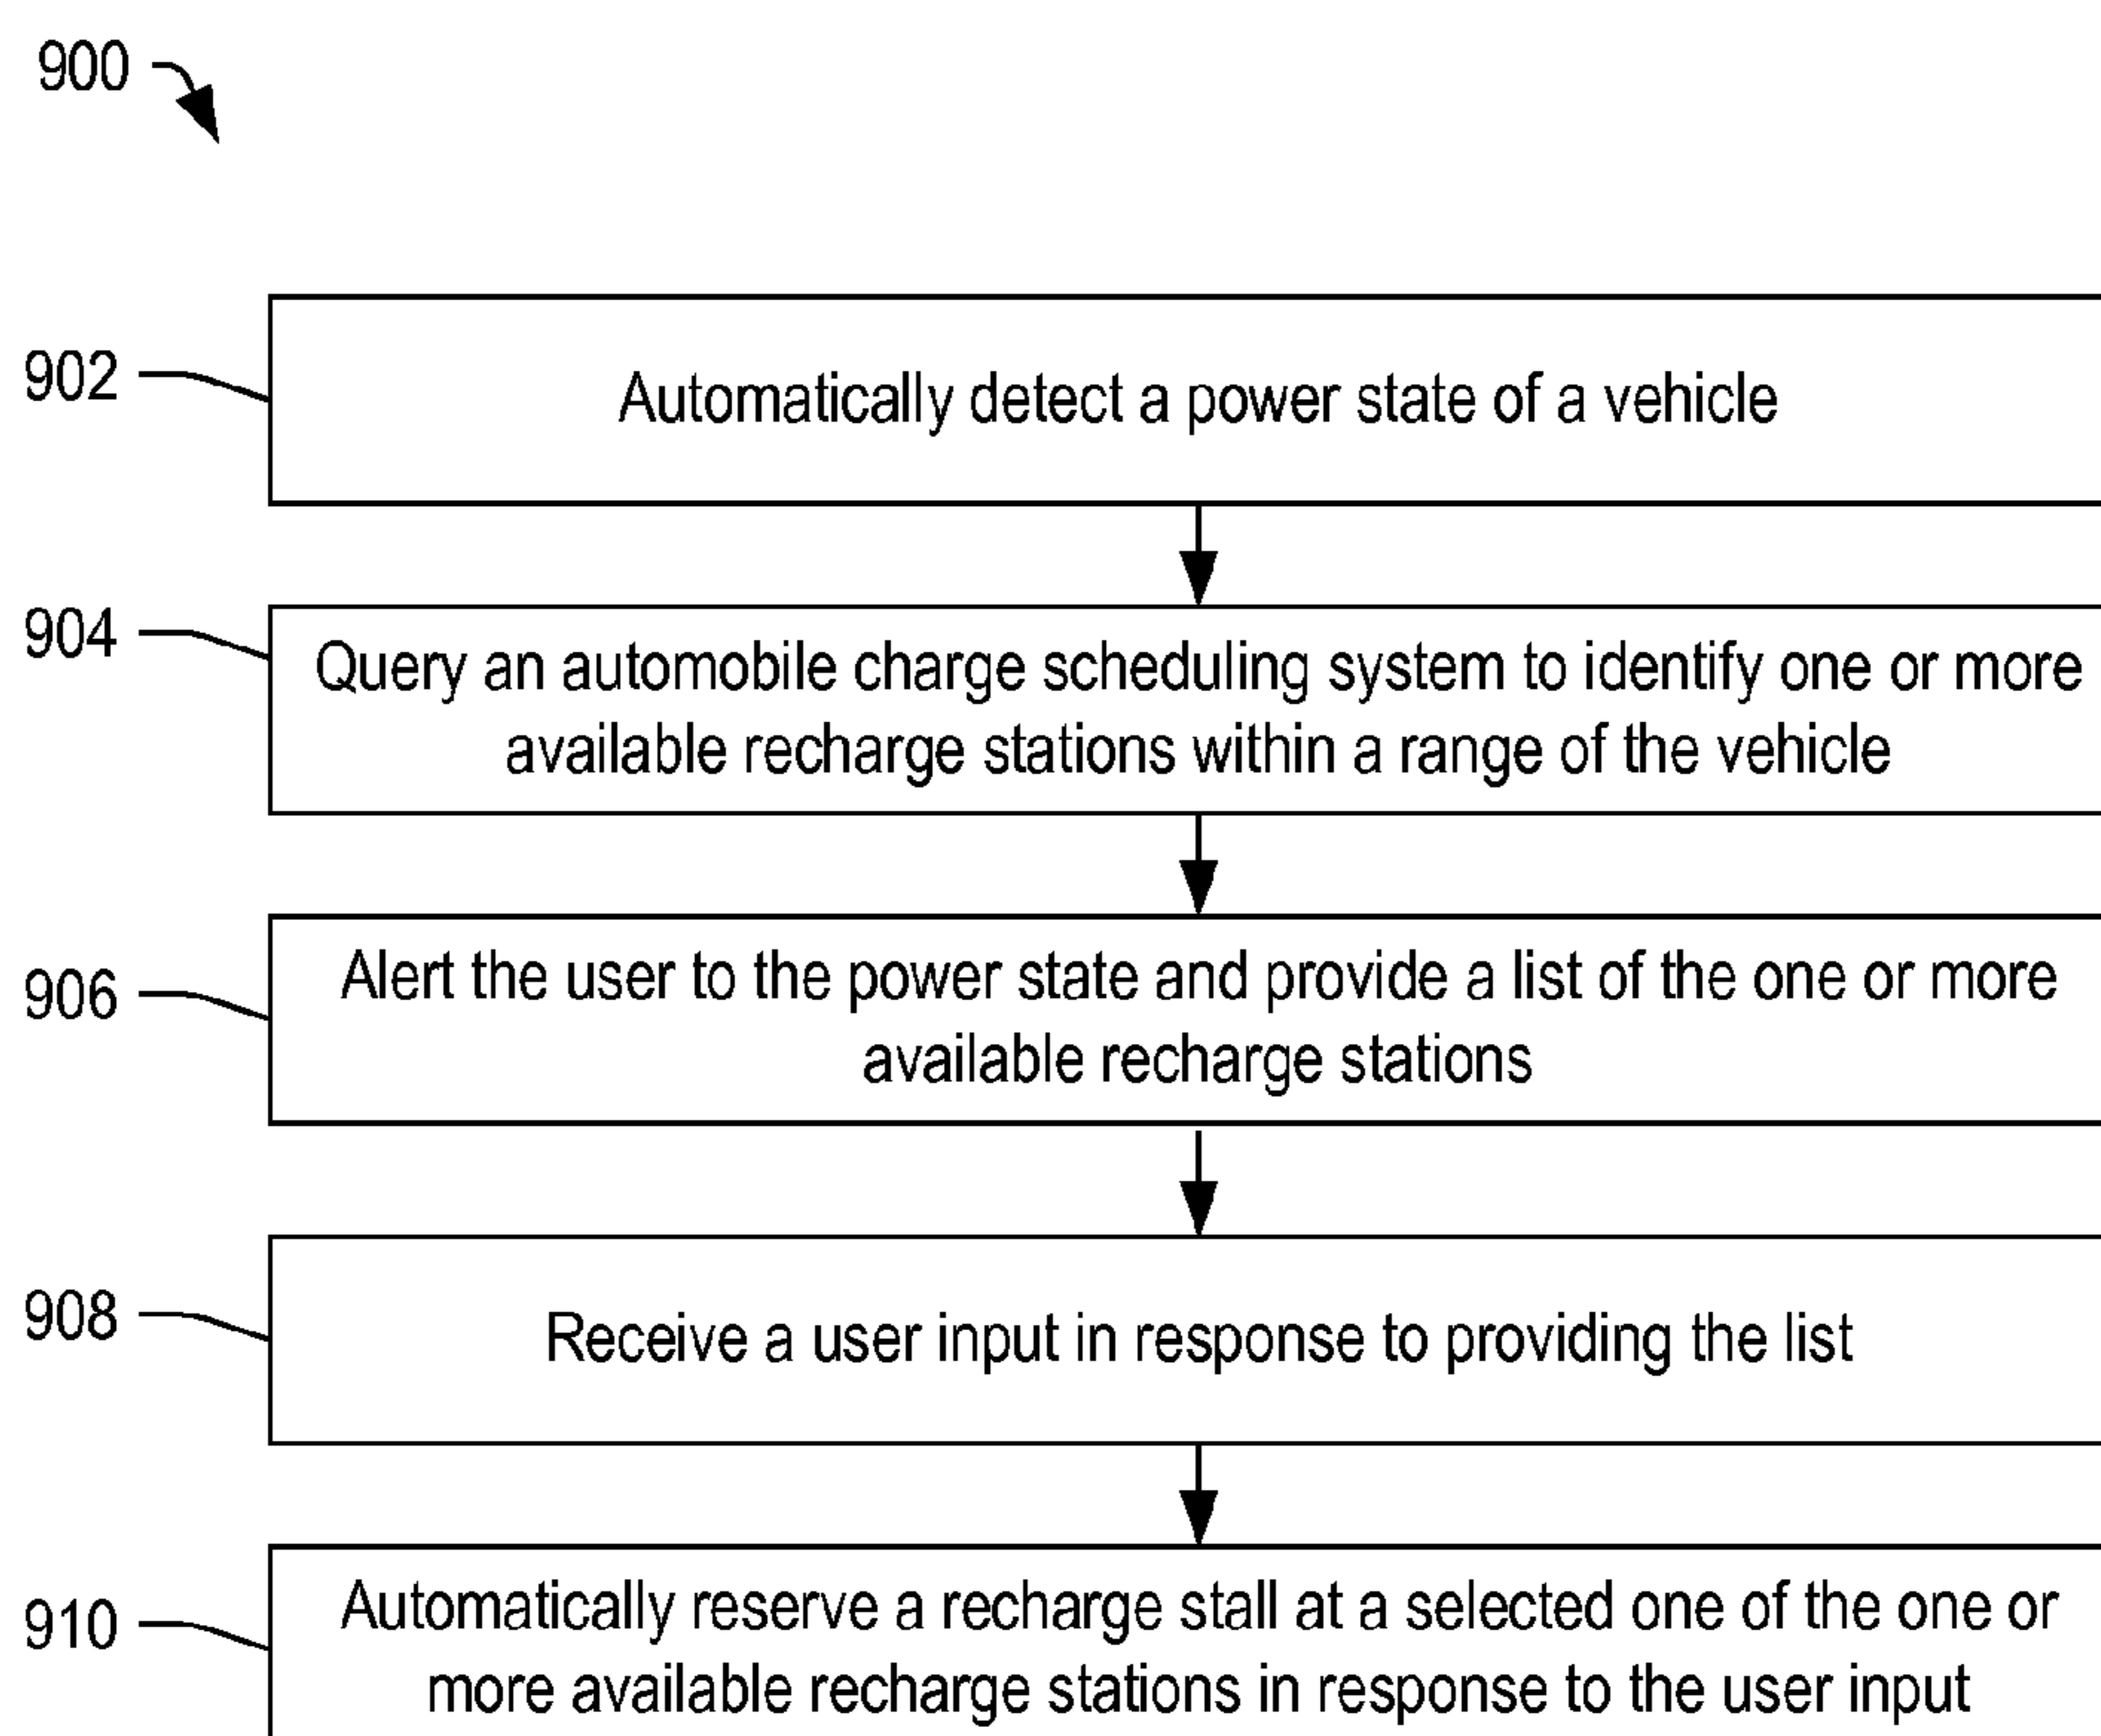 900
902
Automatically detect a power state of a vehicle
904
Query an automobile charge scheduling system to identify one or more
available recharge stations within a range of the vehicle
906
Alert the user to the power state and provide a list of the one or more
available recharge stations
908
Receive a user input in response to providing the list
910
Automatically reserve a recharge stall at a selected one of the one or
more available recharge stations in response to the user input